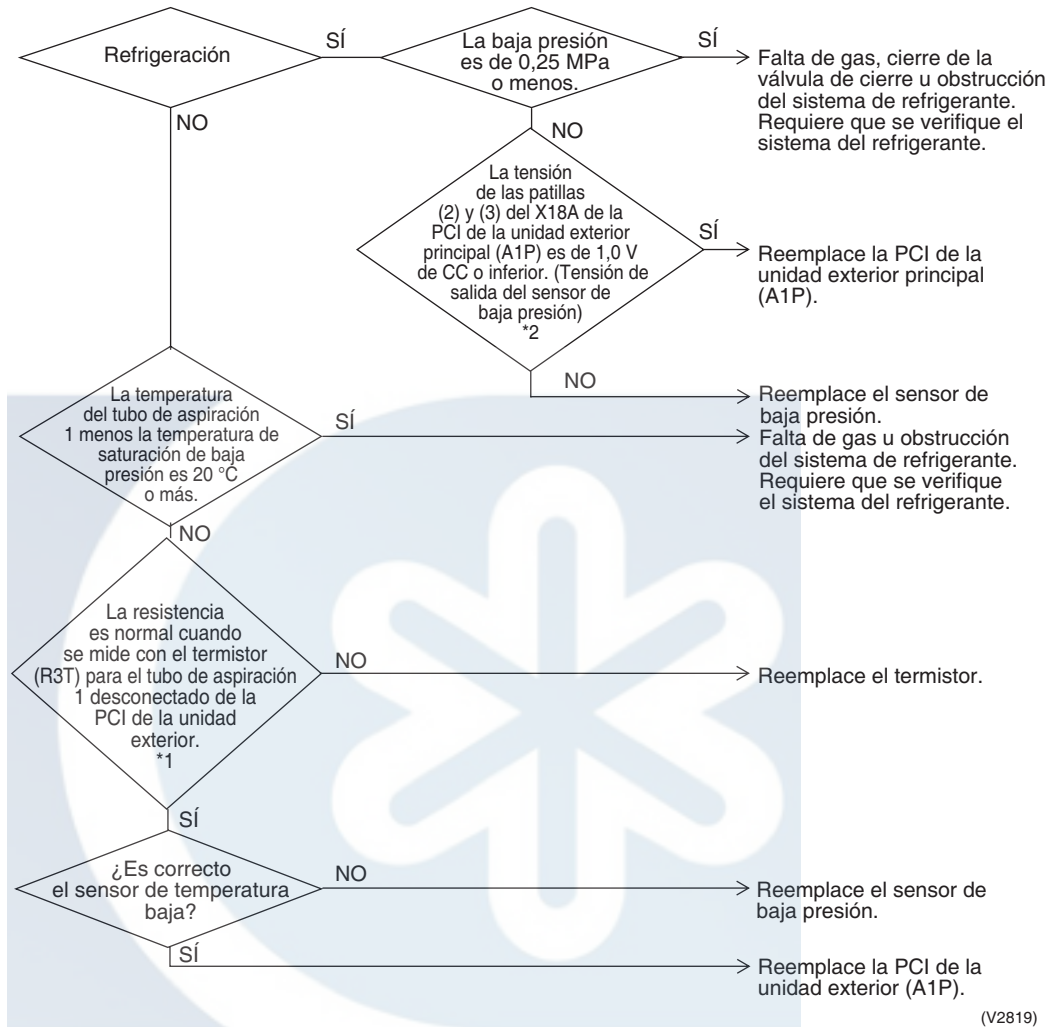 Refrigeración
SÍ
La baja presión
es de 0,25 MPa
o menos.
SÍ
Falta de gas, cierre de la
válvula de cierre u obstrucción
del sistema de refrigerante.
Requiere que se verifique el
sistema del refrigerante.
NO
NO
La tensión
de las patillas
(2) y (3) del X18A de la
PCI de la unidad exterior
principal (A1P) es de 1,0 V
de CC o inferior. (Tensión de
salida del sensor de
baja presión)
*2
SÍ
Reemplace la PCI de la
unidad exterior principal
(A1P).
NO
Reemplace el sensor de
baja presión.
La temperatura
del tubo de aspiración
1 menos la temperatura de
saturación de baja
presión es 20 °C
o más.
SÍ
Falta de gas u obstrucción
del sistema de refrigerante.
Requiere que se verifique
el sistema del refrigerante.
NO
La resistencia
es normal cuando
se mide con el termistor
(R3T) para el tubo de aspiración
1 desconectado de la
PCI de la unidad
exterior.
*1
NO
Reemplace el termistor.
SÍ
¿Es correcto
el sensor de temperatura
baja?
NO
Reemplace el sensor de
baja presión.
SÍ
Reemplace la PCI de la
unidad exterior (A1P).
(V2819)